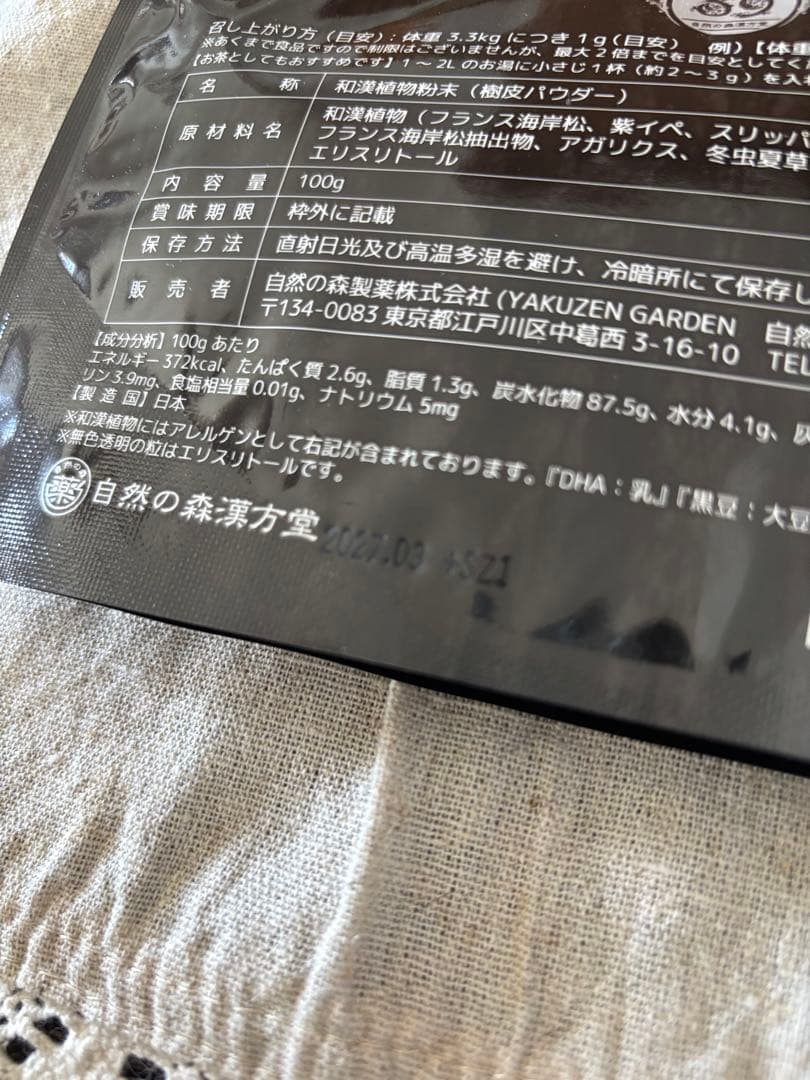 自然の森漢方堂
召し上がり方(目安):体重 3.3kg につき 1g(目安) 例)【体重
※あくまで食品ですので制限はございませんが、最大2倍までを目安としてく
【お茶としてもおすすめです】1〜2Lのお湯に小さじ1杯(約2〜3g)を入
名称 和漢植物粉末(樹皮パウダー)
原材料名 和漢植物(フランス海岸松、紫イペ、スリッパ
フランス海岸松抽出物、アガリクス、冬虫夏草
エリスリトール
内容量 100g
賞味期限 枠外に記載
保存方法 直射日光及び高温多湿を避け、冷暗所にて保存し
販売者 自然の森製薬株式会社 (YAKUZEN GARDEN 自然
〒134-0083 東京都江戸川区中葛西 3-16-10 TEL
【成分分析】100g あたり
エネルギー 372kcal、たんぱく質 2.6g、脂質 1.3g、炭水化物 87.5g、水分 4.1g、灰
リン 3.9mg、食塩相当量 0.01g、ナトリウム 5mg
【製造国】日本
※和漢植物にはアレルゲンとして右記が含まれております。『DHA:乳』『黒豆:大豆
※無色透明の粒はエリスリトールです。
薬 自然の森漢方堂
2027.03 +SZI